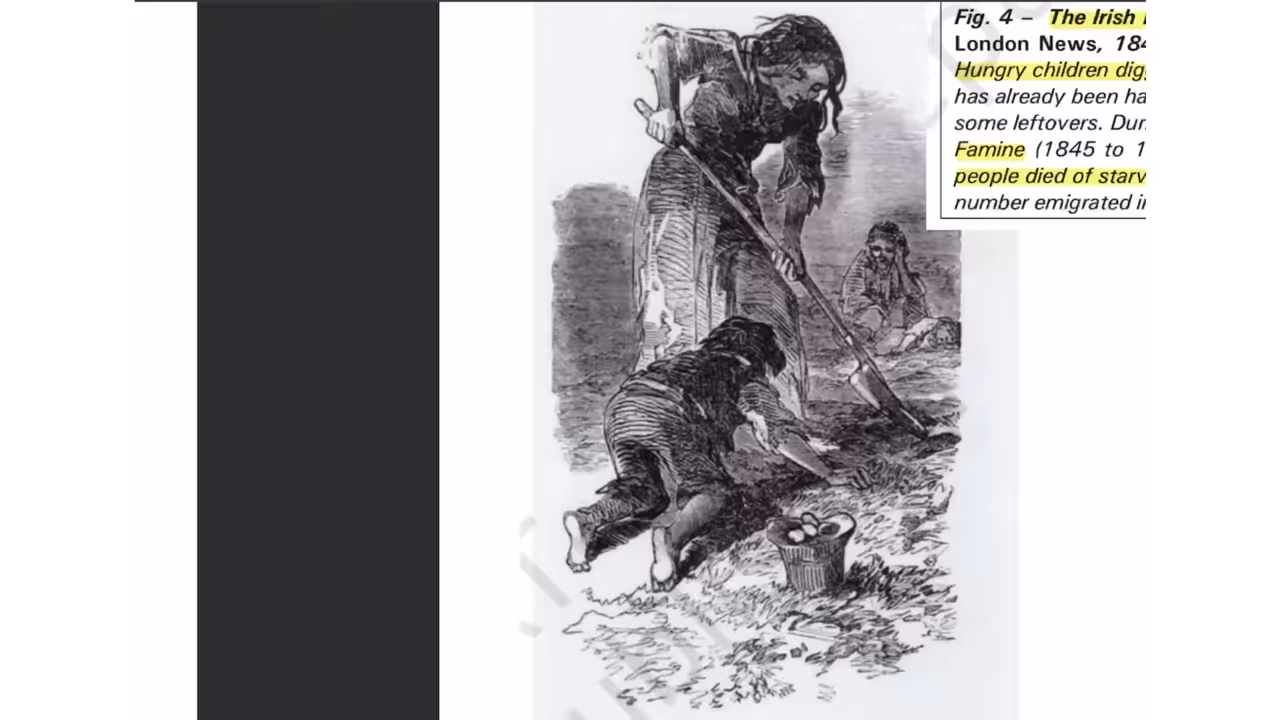 Fig. 4 – The Irish
London News, 184
Hungry children dig
has already been ha
some leftovers. Dur
Famine (1845 to 1
people died of starv
number emigrated i